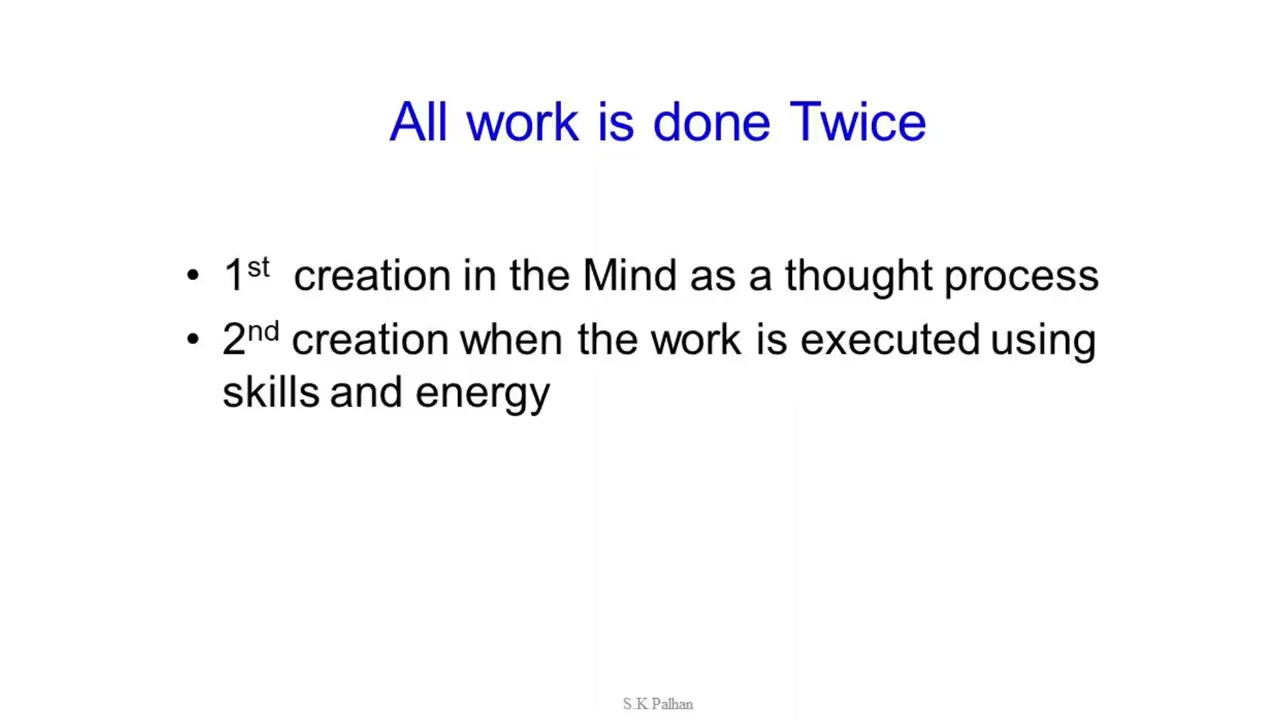 All work is done Twice
• 1st creation in the Mind as a thought process
• 2nd creation when the work is executed using
skills and energy
S.K Palhan